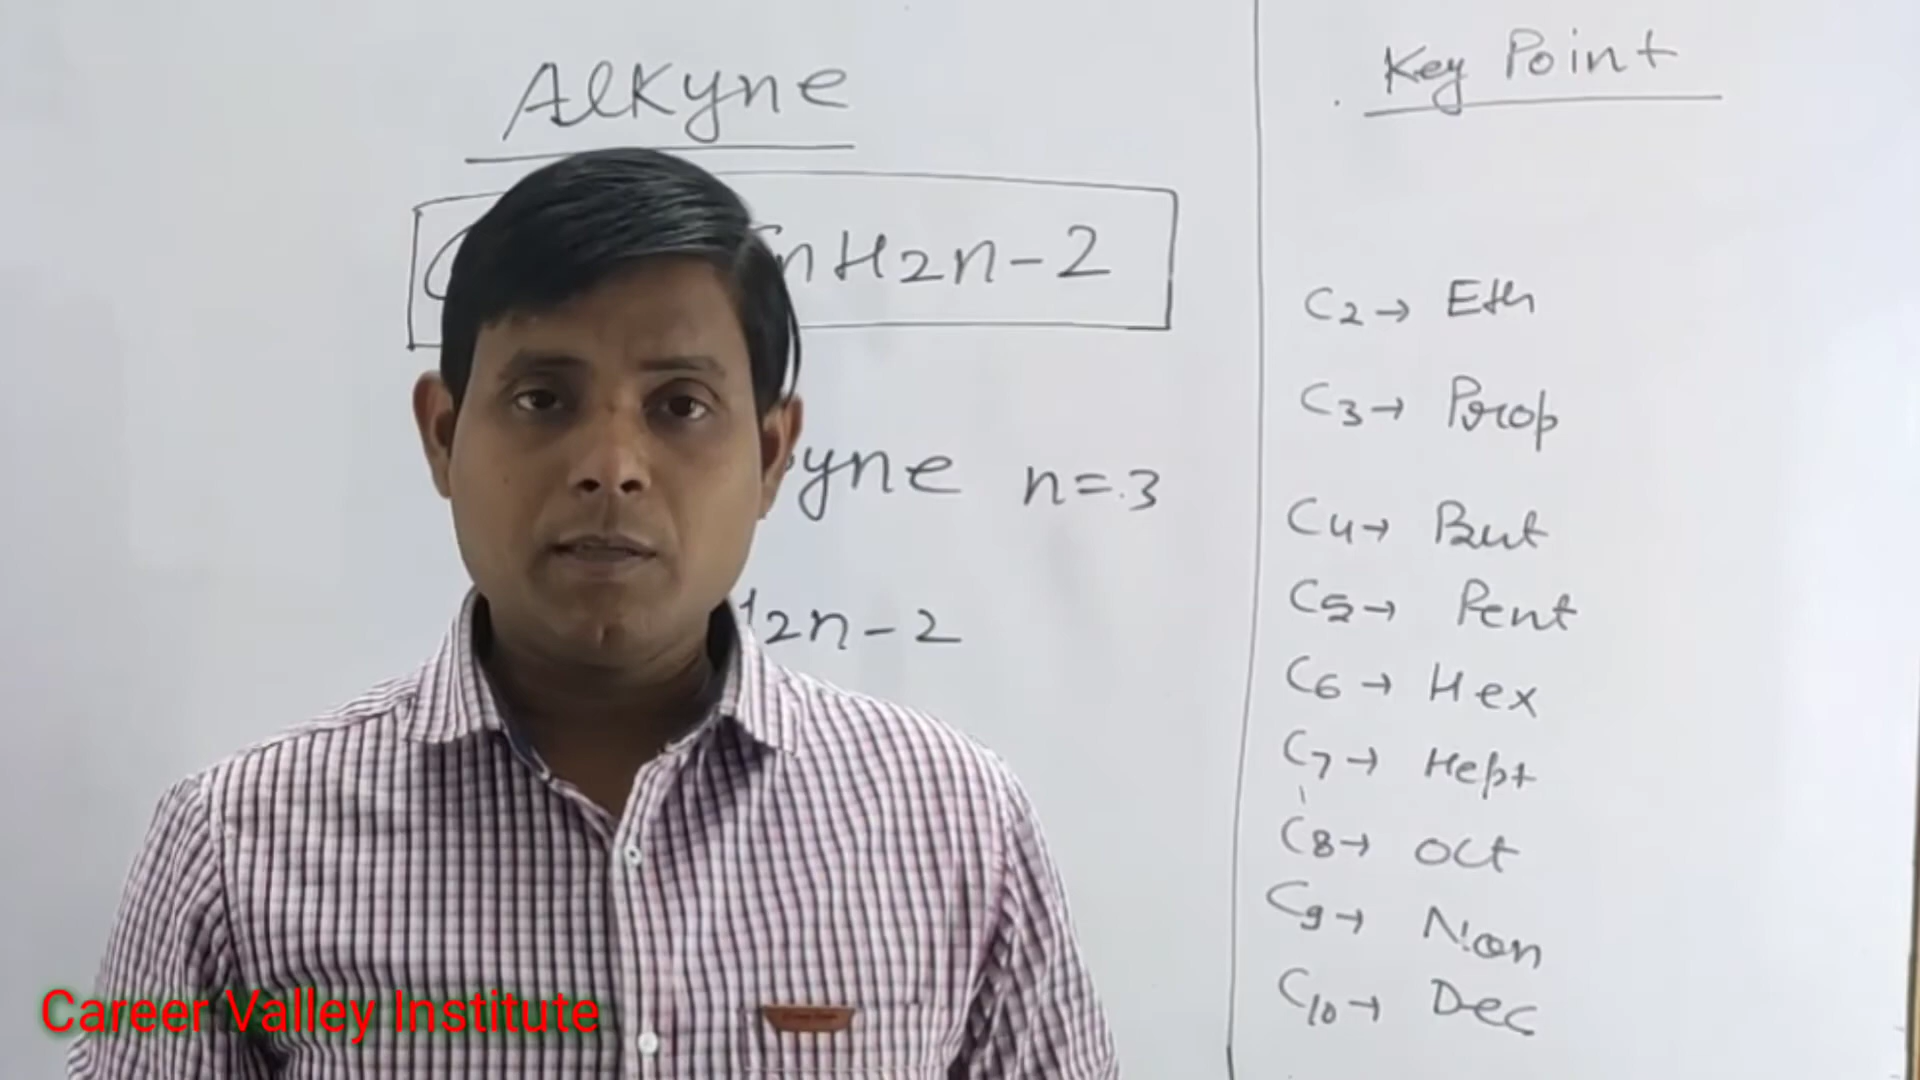 Alkyne
CnH2n-2
yne n=3
2n-2
Key Point
C2→ Eth
C3→ Prop
C4→ But
C5→ Pent
C6→ Hex
C7→ Hept
C8→ Oct
C9→ Non
C10→ Dec
Career Valley Institute